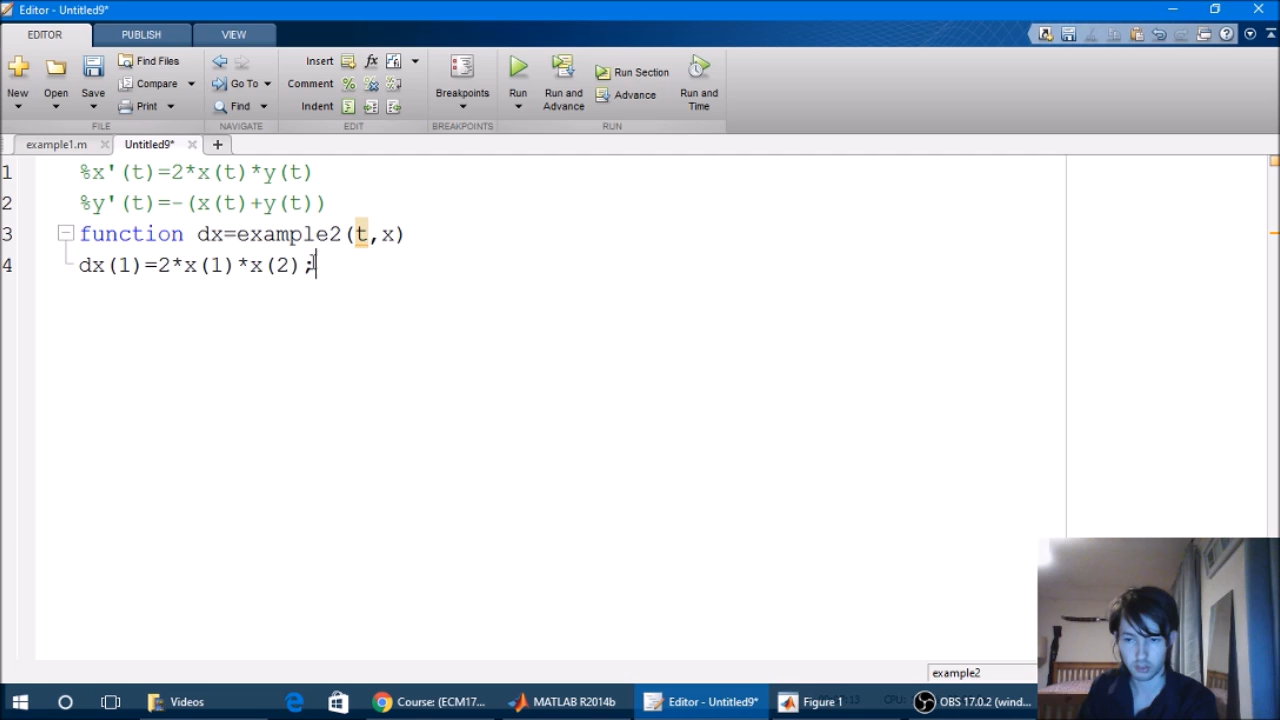 Editor - Untitled9*
EDITOR PUBLISH VIEW
New Open Save Find Files Compare Print
FILE
Go To Find
NAVIGATE
Insert fx
Comment
Indent
EDIT
Breakpoints
BREAKPOINTS
Run Run and Advance Run Section Advance Run and Time
RUN
example1.m Untitled9*
1 %x'(t)=2*x(t)*y(t)
2 %y'(t)=-(x(t)+y(t))
3 function dx=example2(t,x)
4 dx(1)=2*x(1)*x(2);
example2
Videos Course: (ECM17... MATLAB R2014b Editor - Untitled9* Figure 1 OBS 17.0.2 (wind...